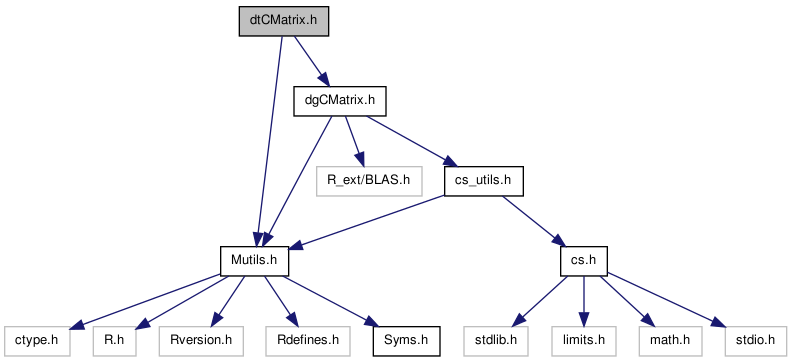 dtCMatrix.h
dgCMatrix.h
R_ext/BLAS.h
cs_utils.h
Mutils.h
cs.h
ctype.h
R.h
Rversion.h
Rdefines.h
Syms.h
stdlib.h
limits.h
math.h
stdio.h